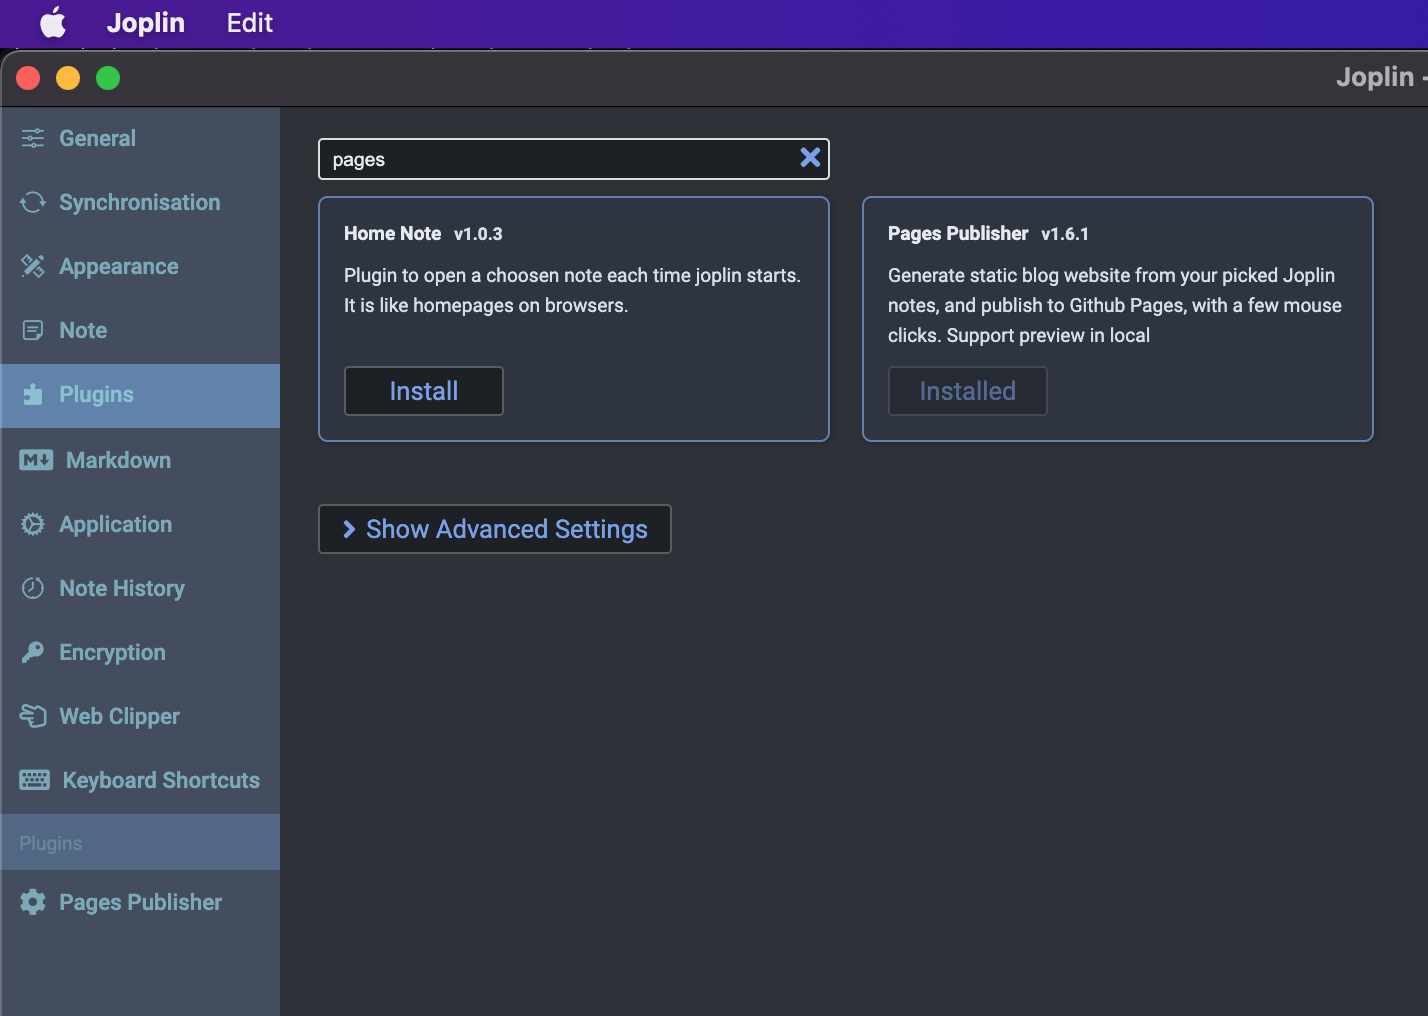 Joplin Edit
Joplin -
General
Synchronisation
Appearance
Note
Plugins
Markdown
Application
Note History
Encryption
Web Clipper
Keyboard Shortcuts
Plugins
Pages Publisher
pages
Home Note v1.0.3
Plugin to open a choosen note each time joplin starts.
It is like homepages on browsers.
Install
Pages Publisher v1.6.1
Generate static blog website from your picked Joplin
notes, and publish to Github Pages, with a few mouse
clicks. Support preview in local
Installed
Show Advanced Settings